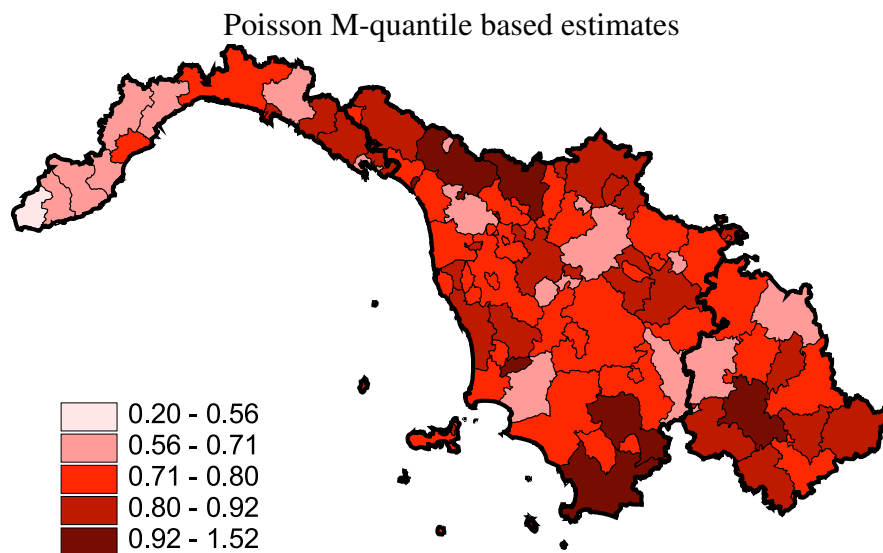 Poisson M-quantile based estimates
0.20 - 0.56
0.56 - 0.71
0.71 - 0.80
0.80 - 0.92
0.92 - 1.52